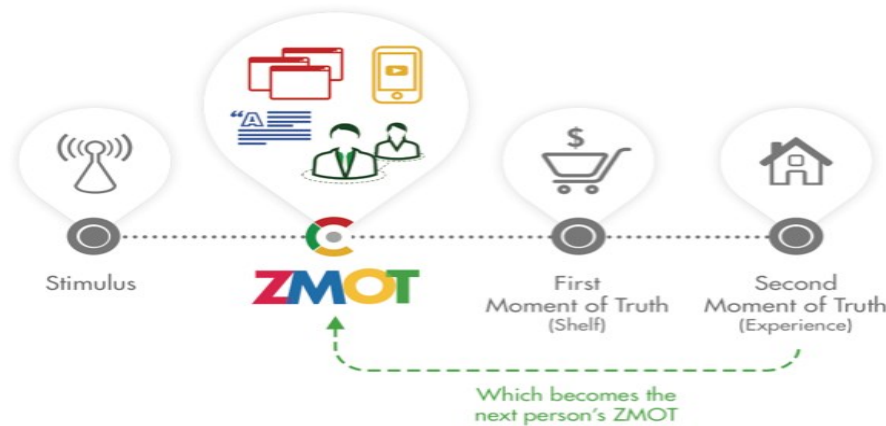 “A
$
Stimulus
ZMOT
First
Moment of Truth
(Shelf)
Second
Moment of Truth
(Experience)
Which becomes the
next person's ZMOT